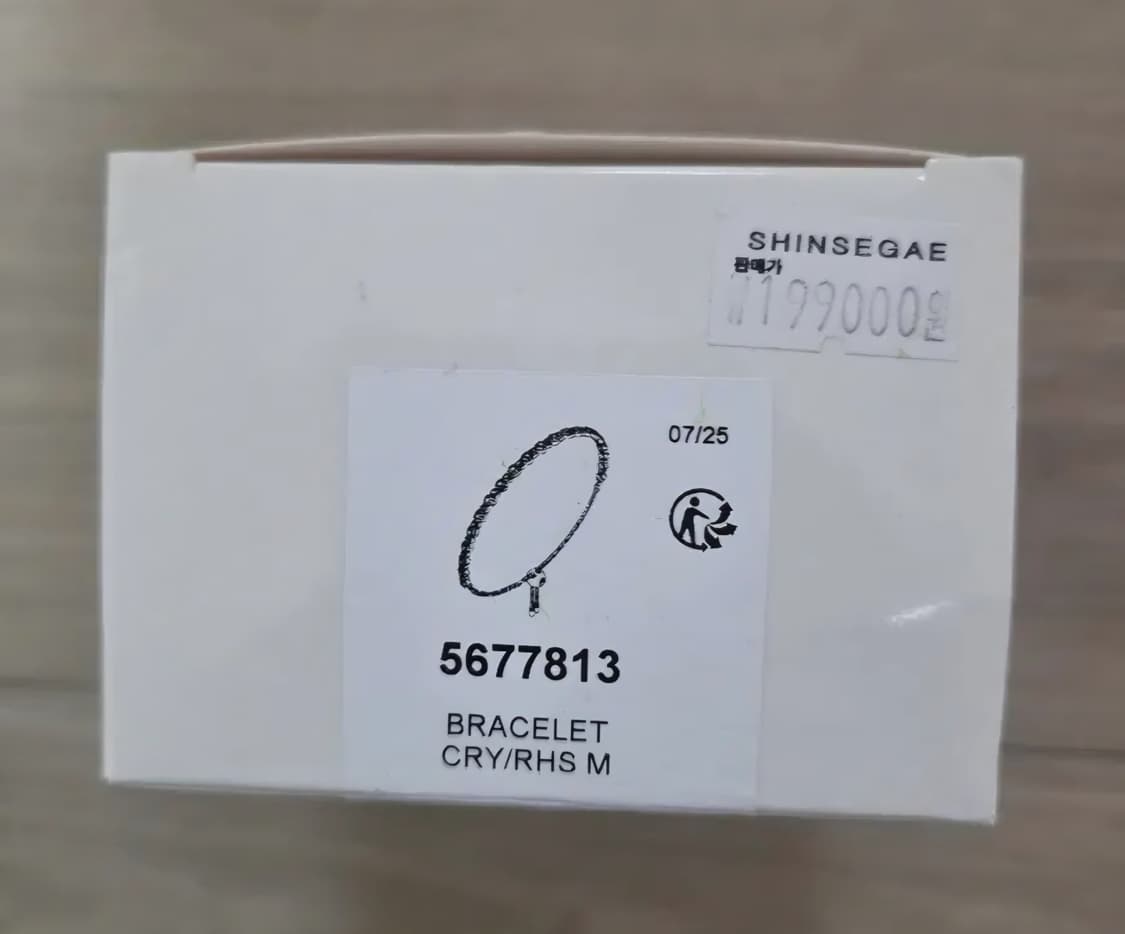 SHINSEGAE
판매가
₩199000원
07/25
5677813
BRACELET
CRY/RHS M